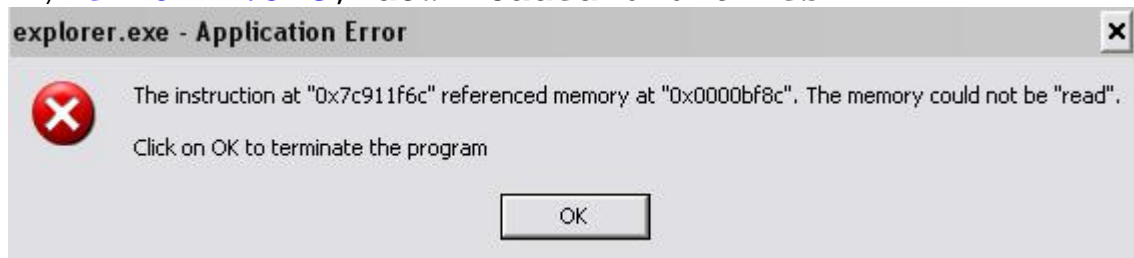 explorer.exe - Application Error
The instruction at "0x7c911f6c" referenced memory at "0x0000bf8c". The memory could not be "read".
Click on OK to terminate the program
OK